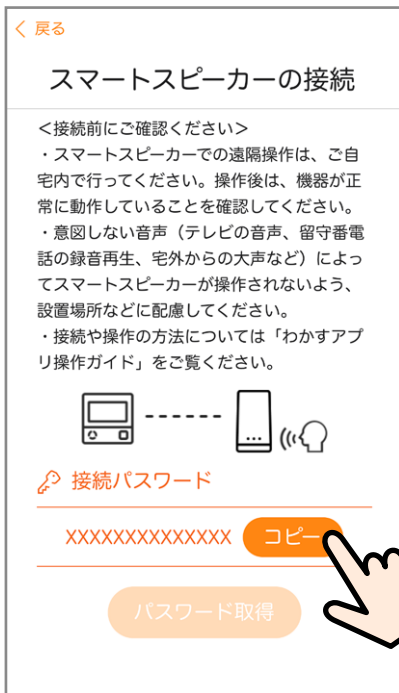 戻る
スマートスピーカーの接続
＜接続前にご確認ください＞
・スマートスピーカーでの遠隔操作は、ご自
宅内で行ってください。操作後は、機器が正
常に動作していることを確認してください。
・意図しない音声（テレビの音声、留守番電
話の録音再生、宅外からの大声など）によっ
てスマートスピーカーが操作されないよう、
設置場所などに配慮してください。
・接続や操作の方法については「わかすアプ
リ操作ガイド」をご覧ください。
接続パスワード
XXXXXXXXXXXXXX コピー
パスワード取得